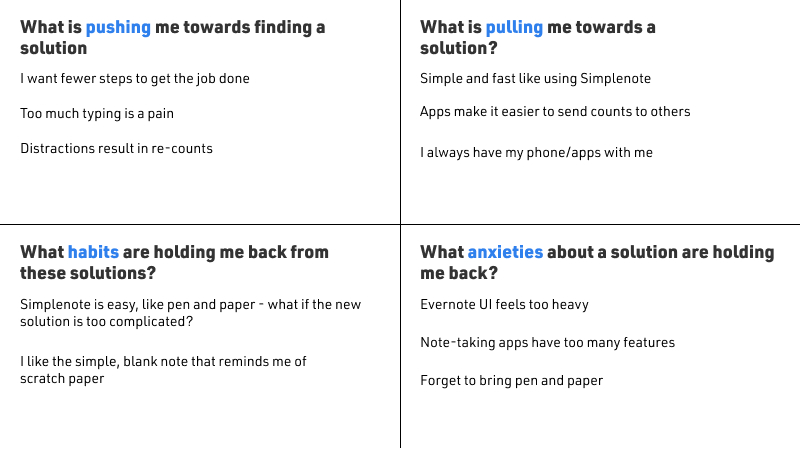 What is pushing me towards finding a
solution
I want fewer steps to get the job done
Too much typing is a pain
Distractions result in re-counts
What is pulling me towards a
solution?
Simple and fast like using Simplenote
Apps make it easier to send counts to others
I always have my phone/apps with me
What habits are holding me back from
these solutions?
Simplenote is easy, like pen and paper - what if the new
solution is too complicated?
I like the simple, blank note that reminds me of
scratch paper
What anxieties about a solution are holding
me back?
Evernote UI feels too heavy
Note-taking apps have too many features
Forget to bring pen and paper